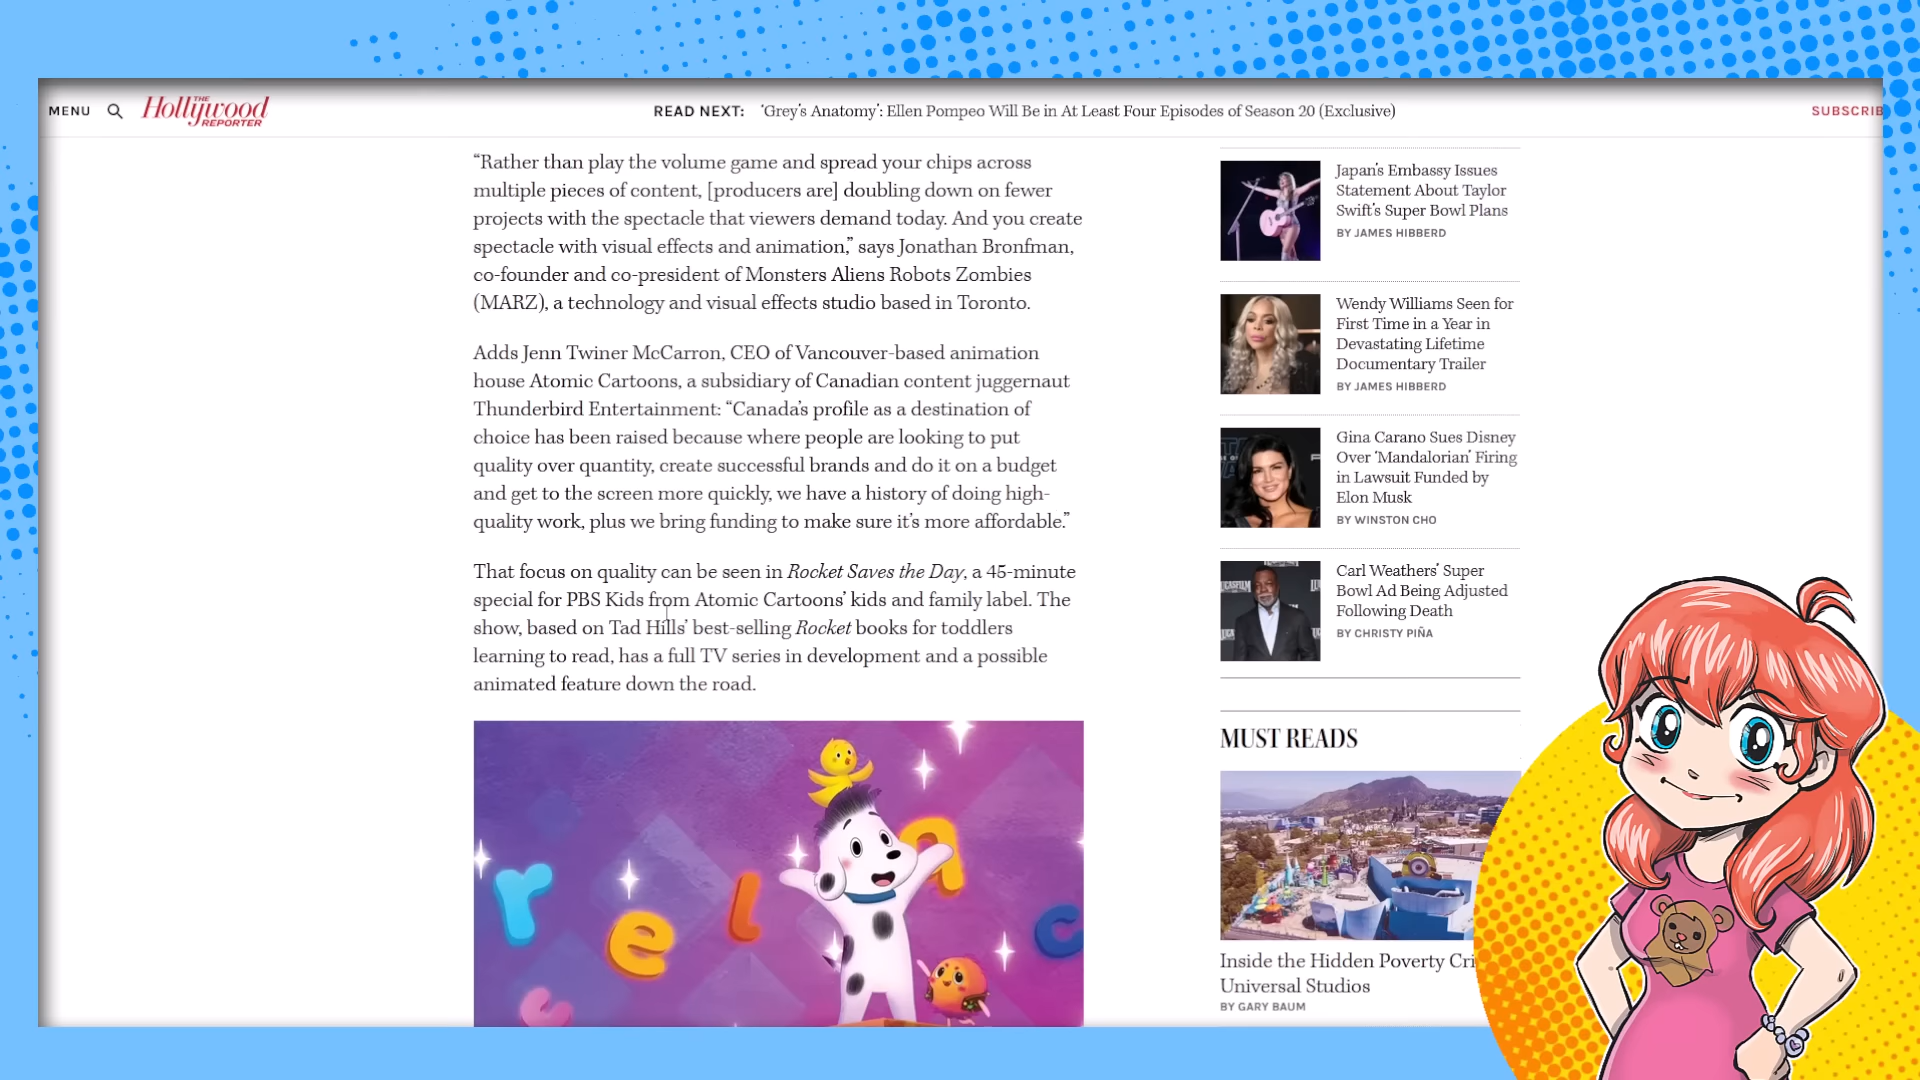 MENU
THE
Hollywood
REPORTER
READ NEXT: ‘Grey’s Anatomy’: Ellen Pompeo Will Be in At Least Four Episodes of Season 20 (Exclusive)
SUBSCRIB
“Rather than play the volume game and spread your chips across
multiple pieces of content, [producers are] doubling down on fewer
projects with the spectacle that viewers demand today. And you create
spectacle with visual effects and animation,” says Jonathan Bronfman,
co-founder and co-president of Monsters Aliens Robots Zombies
(MARZ), a technology and visual effects studio based in Toronto.
Adds Jenn Twiner McCarron, CEO of Vancouver-based animation
house Atomic Cartoons, a subsidiary of Canadian content juggernaut
Thunderbird Entertainment: “Canada’s profile as a destination of
choice has been raised because where people are looking to put
quality over quantity, create successful brands and do it on a budget
and get to the screen more quickly, we have a history of doing high-
quality work, plus we bring funding to make sure it’s more affordable.”
That focus on quality can be seen in Rocket Saves the Day, a 45-minute
special for PBS Kids from Atomic Cartoons’ kids and family label. The
show, based on Tad Hills’ best-selling Rocket books for toddlers
learning to read, has a full TV series in development and a possible
animated feature down the road.
r e l a c
Japan’s Embassy Issues
Statement About Taylor
Swift’s Super Bowl Plans
BY JAMES HIBBERD
Wendy Williams Seen for
First Time in a Year in
Devastating Lifetime
Documentary Trailer
BY JAMES HIBBERD
Gina Carano Sues Disney
Over ‘Mandalorian’ Firing
in Lawsuit Funded by
Elon Musk
BY WINSTON CHO
Carl Weathers’ Super
Bowl Ad Being Adjusted
Following Death
BY CHRISTY PIÑA
MUST READS
Inside the Hidden Poverty Cri
Universal Studios
BY GARY BAUM